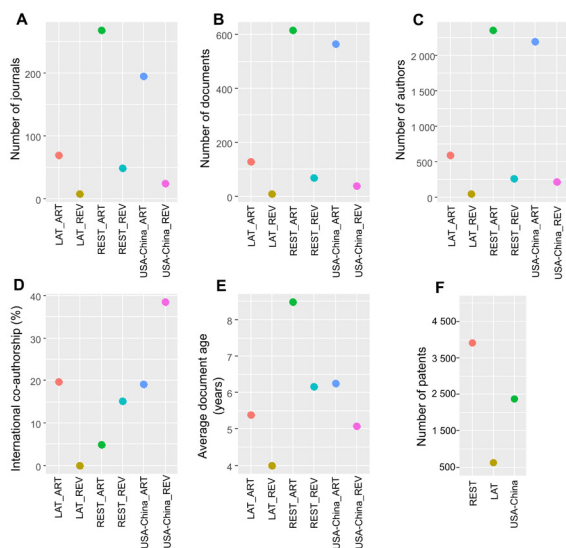 A
Number of journals
200
100
0
LAT_ART
LAT_REV
REST_ART
REST_REV
USA-China_ART
USA-China_REV
B
Number of documents
600
400
200
0
LAT_ART
LAT_REV
REST_ART
REST_REV
USA-China_ART
USA-China_REV
C
Number of authors
2 000
1 500
1 000
500
0
LAT_ART
LAT_REV
REST_ART
REST_REV
USA-China_ART
USA-China_REV
D
International co-authorship (%)
40
30
20
10
0
LAT_ART
LAT_REV
REST_ART
REST_REV
USA-China_ART
USA-China_REV
E
Average document age
(years)
8
7
6
5
4
LAT_ART
LAT_REV
REST_ART
REST_REV
USA-China_ART
USA-China_REV
F
Number of patents
4 500
3 500
2 500
1 500
500
REST
LAT
USA-China